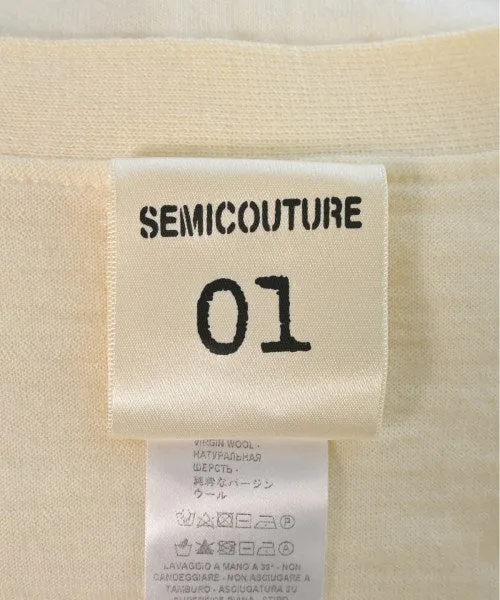 SEMICOUTURE
01
VIRGIN WOOL -
НАТУРАЛЬНАЯ
ШЕРСТЬ -
純粋なバージン
ウール
LAVAGGIO A MANO A 30° - NON
CANDEGGIARE - NON ASCIUGARE A
TAMBURO - ASCIUGATURA SU